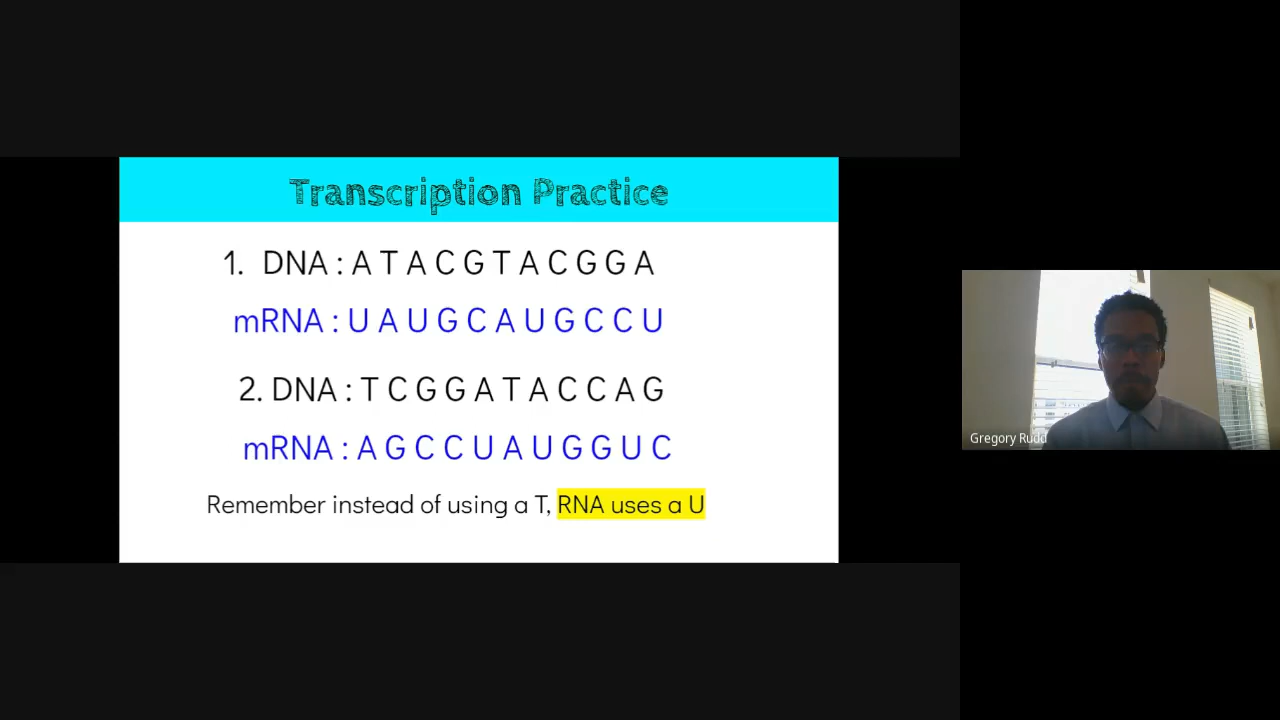 Transcription Practice
1. DNA : A T A C G T A C G G A
mRNA : U A U G C A U G C C U
2. DNA : T C G G A T A C C A G
mRNA : A G C C U A U G G U C
Remember instead of using a T, RNA uses a U
Gregory Rudd